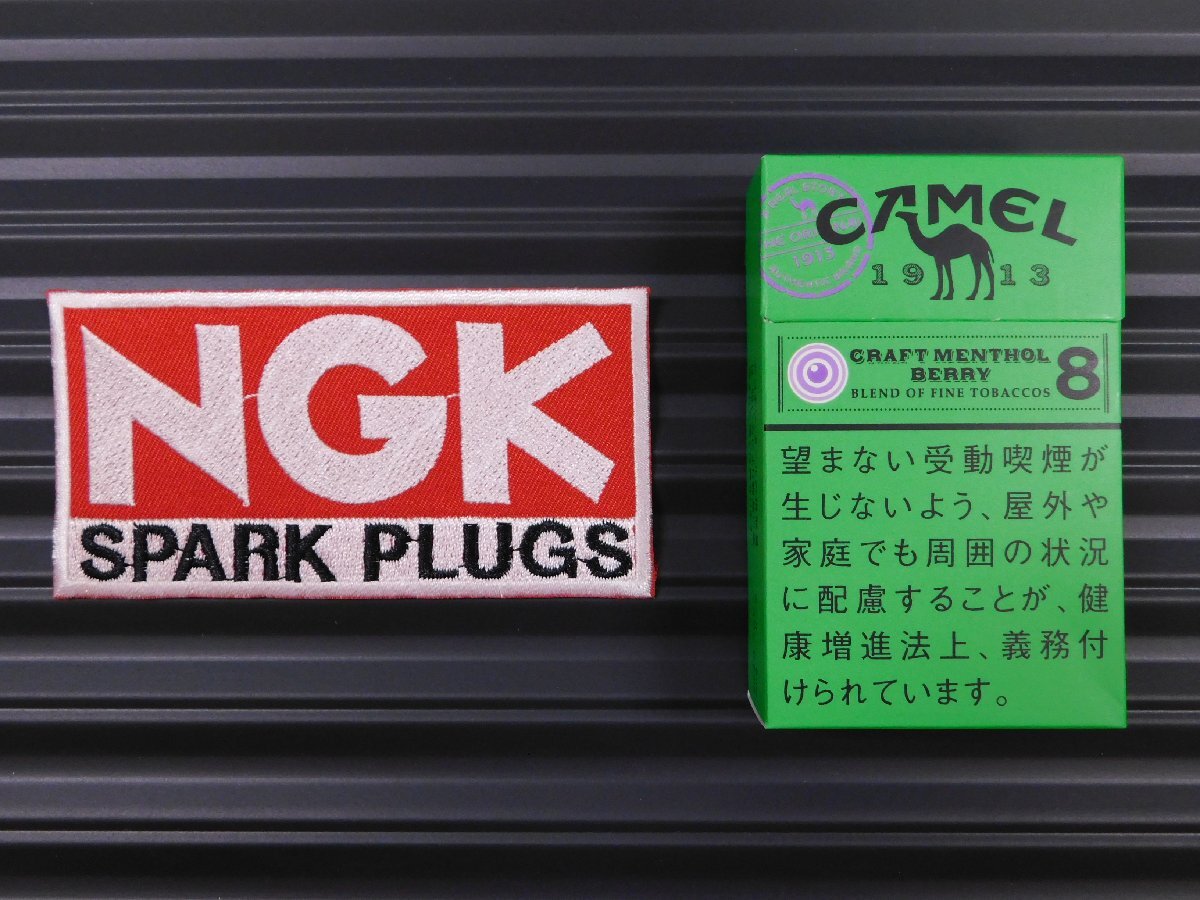 NGK
SPARK PLUGS
CAMEL
1913
1913
CRAFT MENTHOL
BERRY
BLEND OF FINE TOBACCOS
8
望まない受動喫煙が
生じないよう、屋外や
家庭でも周囲の状況
に配慮することが、健
康増進法上、義務付
けられています。